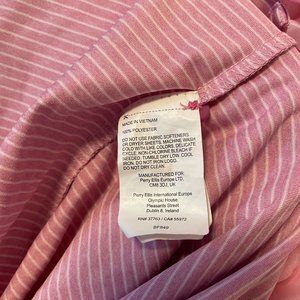 MADE IN VIETNAM
100% POLYESTER
DO NOT USE FABRIC SOFTENERS
OR DRYER SHEETS. MACHINE WASH
COLD WITH LIKE COLORS. DELICATE
CYCLE. NON-CHLORINE BLEACH IF
NEEDED. TUMBLE DRY LOW. COOL
IRON. DO NOT IRON LOGO.
DO NOT DRY CLEAN.
MANUFACTURED FOR:
Perry Ellis Europe LTD,
CM8 3DJ, UK
Perry Ellis International Europe
Olympic House
Pleasants Street
Dublin 8, Ireland
RN# 37763 / CA# 55972